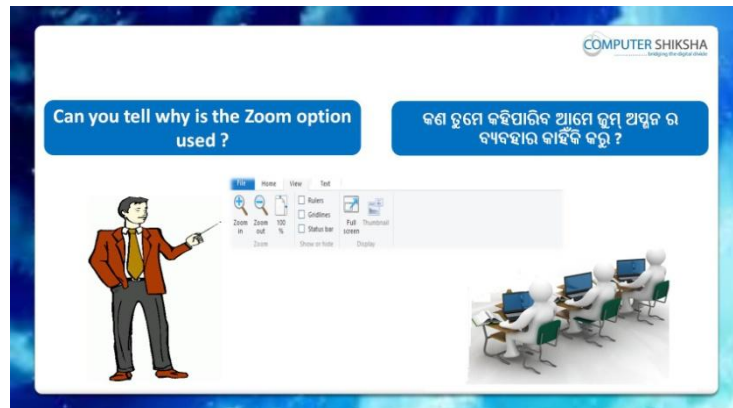 COMPUTER SHIKSHA
bridging the digital divide
Can you tell why is the Zoom option
used ?
କଣ ତୁମେ କହିପାରିବ ଆମେ ଜୁମ୍ ଅପ୍ସନ ର
ବ୍ୟବହାର କାହିଁକି କରୁ ?
File Home View Text
Zoom in
Zoom out
100 %
Rulers
Gridlines
Status bar
Full screen
Thumbnail
Zoom Show or hide Display